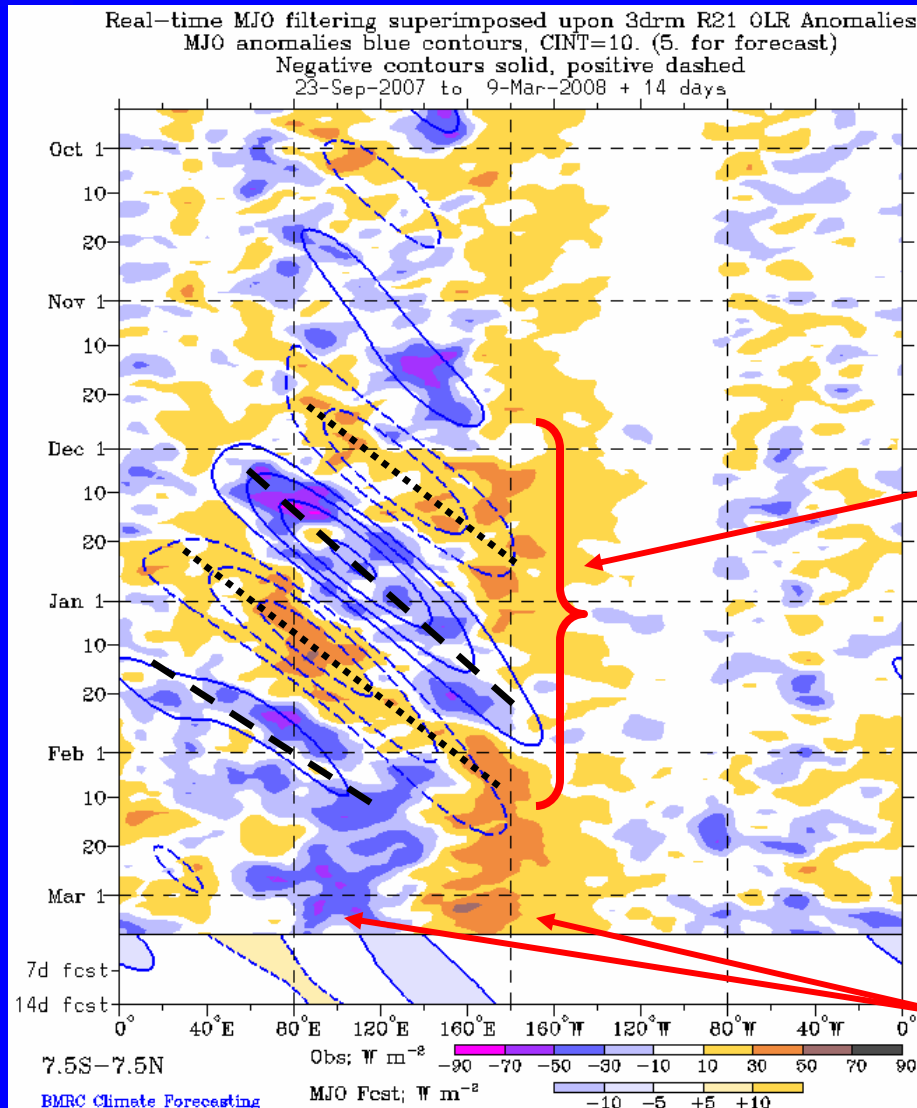 Real-time MJO filtering superimposed upon 3drm R21 OLR Anomalies
MJO anomalies blue contours, CINT=10. (5. for forecast)
Negative contours solid, positive dashed
23-Sep-2007 to 9-Mar-2008 + 14 days
Oct 1
10
20
Nov 1
10
20
Dec 1
10
20
Jan 1
10
20
Feb 1
10
20
Mar 1
7d fcst
14d fcst
0° 40°E 80°E 120°E 160°E 160°W 120°W 80°W 40°W 0°
7.5S-7.5N
Obs; W m⁻²
-90 -70 -50 -30 -10 10 30 50 70 90
MJO Fcst; W m⁻²
-10 -5 +5 +10
BMRC Climate Forecasting